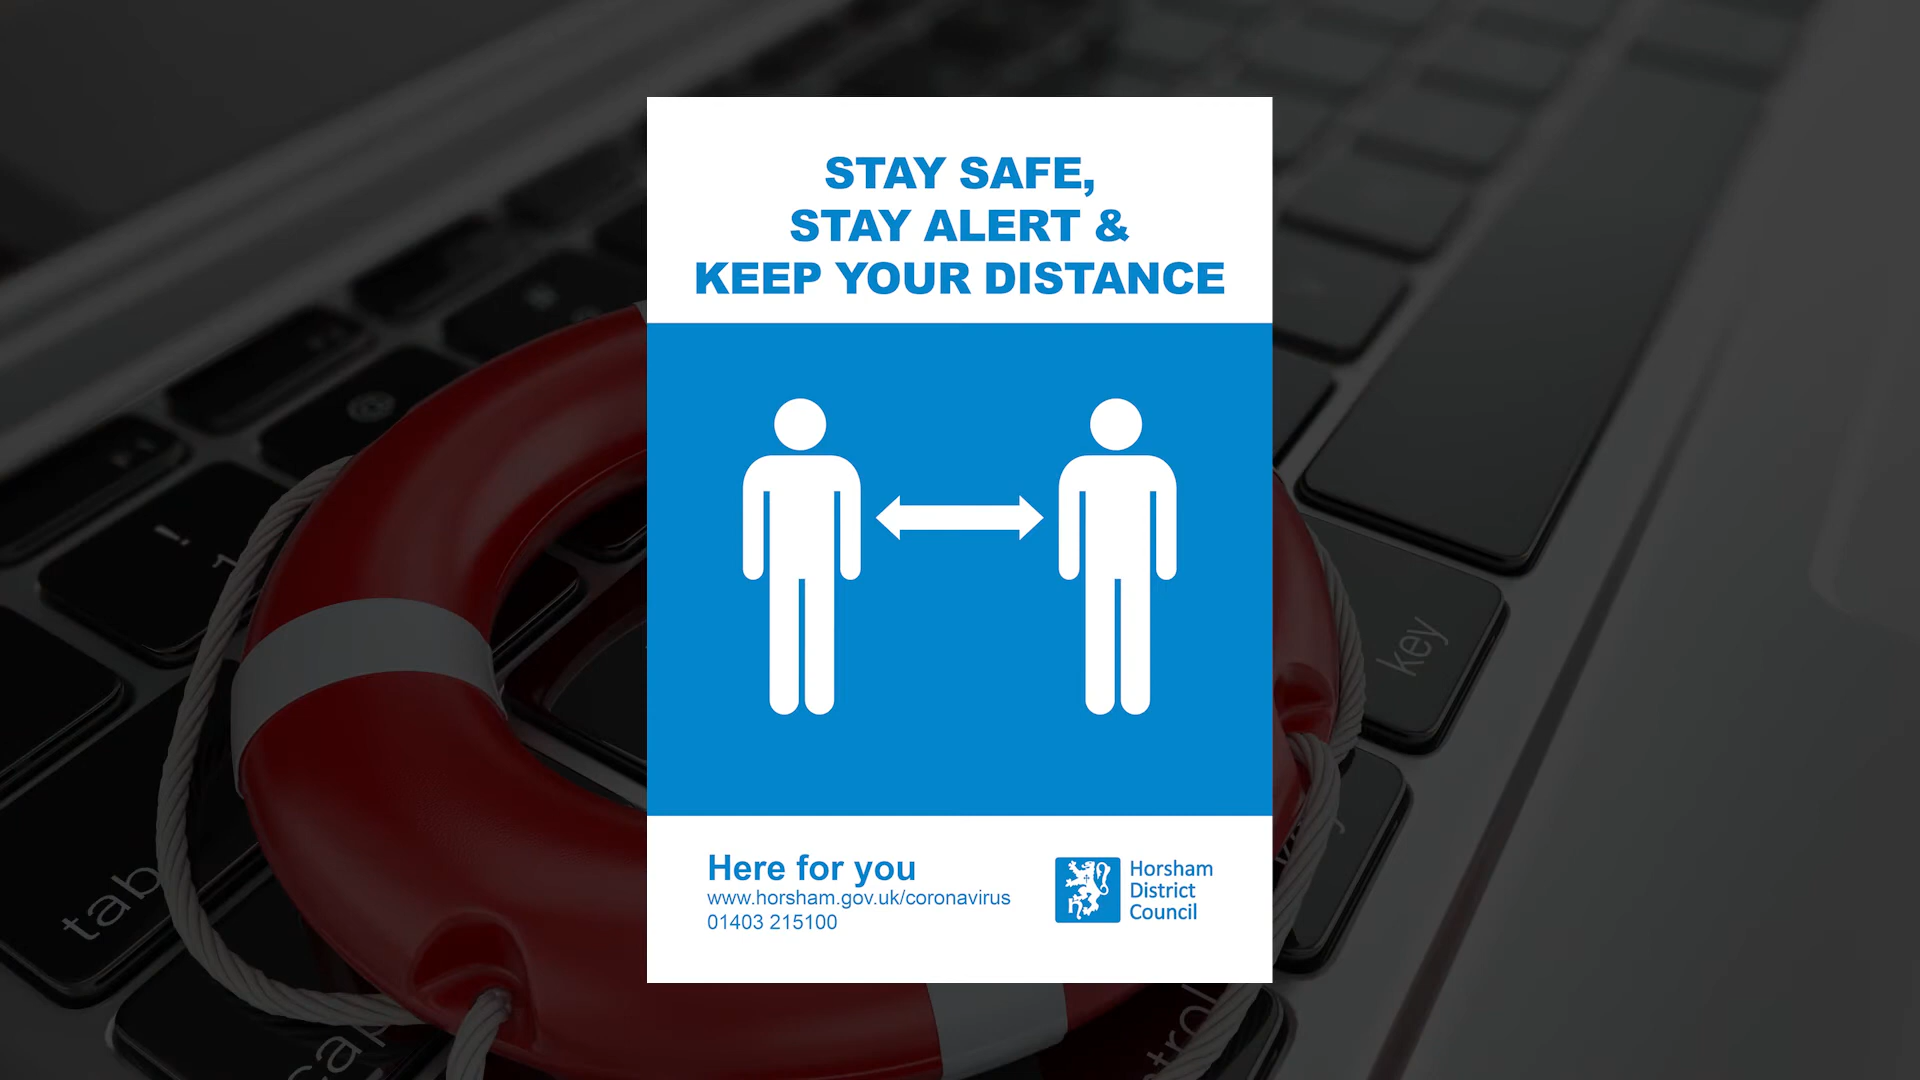 STAY SAFE,
STAY ALERT &
KEEP YOUR DISTANCE
Here for you
www.horsham.gov.uk/coronavirus
01403 215100
Horsham
District
Council
!
1
tab
key